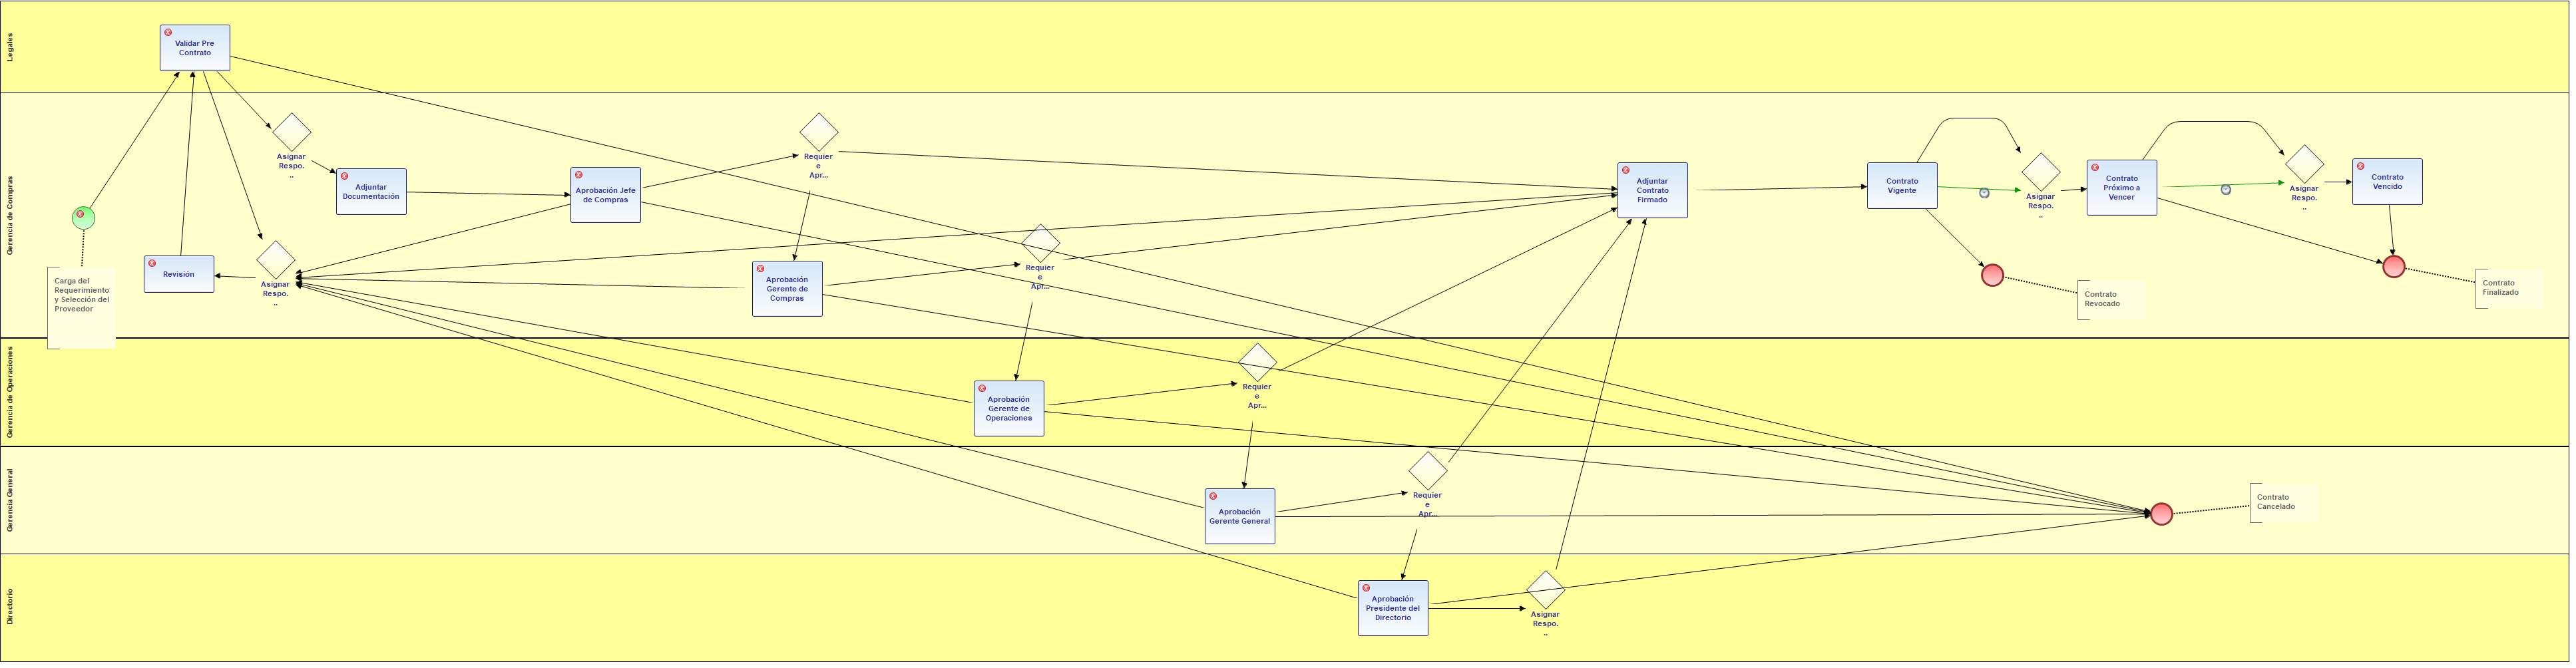 Legales
Validar Pre
Contrato
Gerencia de Compras
Asignar
Respo.
..
Adjuntar
Documentación
Aprobación Jefe
de Compras
Requier
e
Apr...
Adjuntar
Contrato
Firmado
Contrato
Vigente
Asignar
Respo.
..
Contrato
Próximo a
Vencer
Asignar
Respo.
..
Contrato
Vencido
Carga del
Requerimiento
y Selección del
Proveedor
Revisión
Asignar
Respo.
..
Aprobación
Gerente de
Compras
Requier
e
Apr...
Contrato
Revocado
Contrato
Finalizado
Gerencia de Operaciones
Aprobación
Gerente de
Operaciones
Requier
e
Apr...
Gerencia General
Aprobación
Gerente General
Requier
e
Apr...
Contrato
Cancelado
Directorio
Aprobación
Presidente del
Directorio
Asignar
Respo.
..